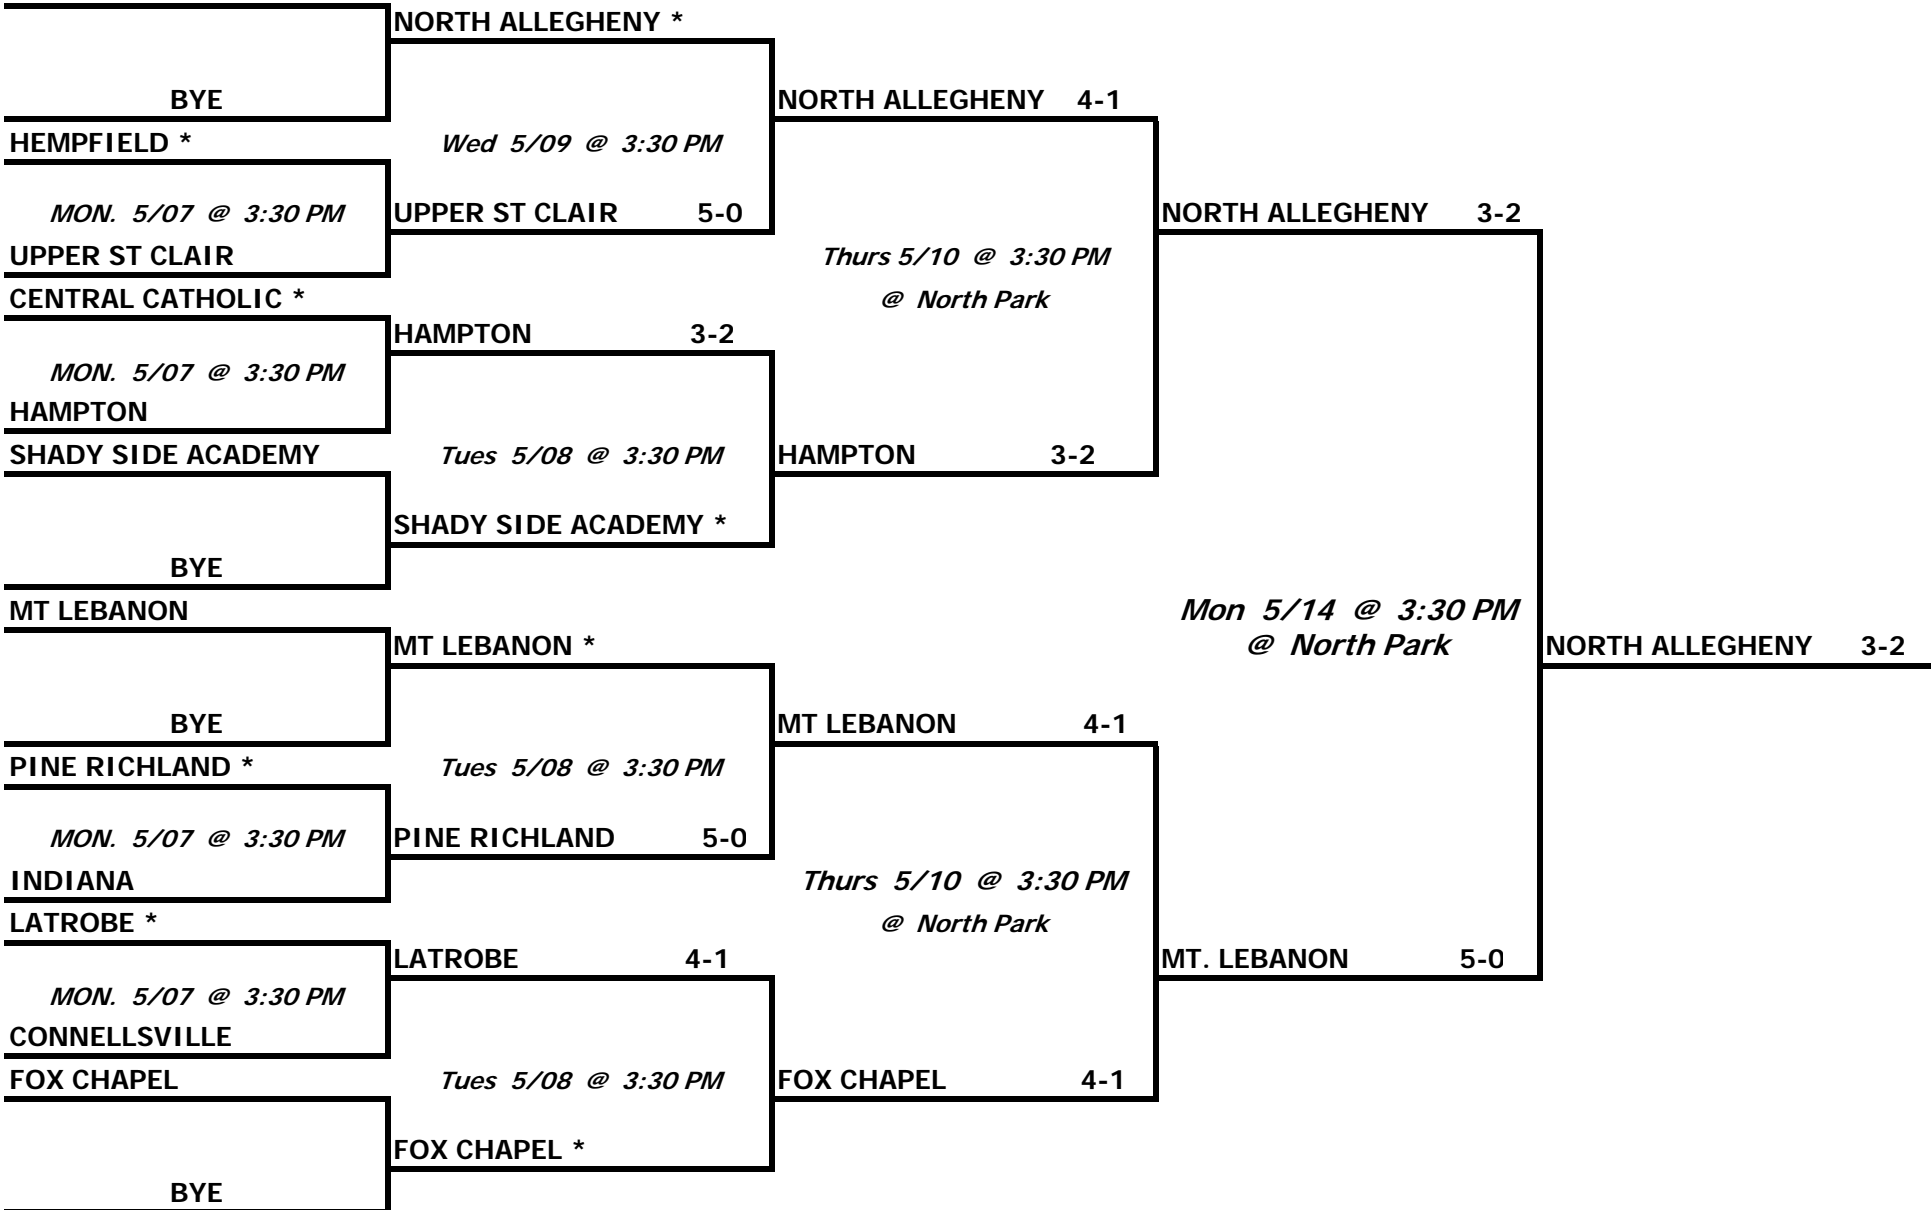 NORTH ALLEGHENY *
BYE
NORTH ALLEGHENY 4-1
HEMPFIELD *
Wed 5/09 @ 3:30 PM
MON. 5/07 @ 3:30 PM
UPPER ST CLAIR 5-0
NORTH ALLEGHENY 3-2
UPPER ST CLAIR
Thurs 5/10 @ 3:30 PM
CENTRAL CATHOLIC *
@ North Park
HAMPTON 3-2
MON. 5/07 @ 3:30 PM
HAMPTON
SHADY SIDE ACADEMY
Tues 5/08 @ 3:30 PM
HAMPTON 3-2
SHADY SIDE ACADEMY *
BYE
MT LEBANON
Mon 5/14 @ 3:30 PM
MT LEBANON *
@ North Park
NORTH ALLEGHENY 3-2
BYE
MT LEBANON 4-1
PINE RICHLAND *
Tues 5/08 @ 3:30 PM
MON. 5/07 @ 3:30 PM
PINE RICHLAND 5-0
INDIANA
Thurs 5/10 @ 3:30 PM
LATROBE *
@ North Park
LATROBE 4-1
MT. LEBANON 5-0
MON. 5/07 @ 3:30 PM
CONNELLSVILLE
FOX CHAPEL
Tues 5/08 @ 3:30 PM
FOX CHAPEL 4-1
FOX CHAPEL *
BYE